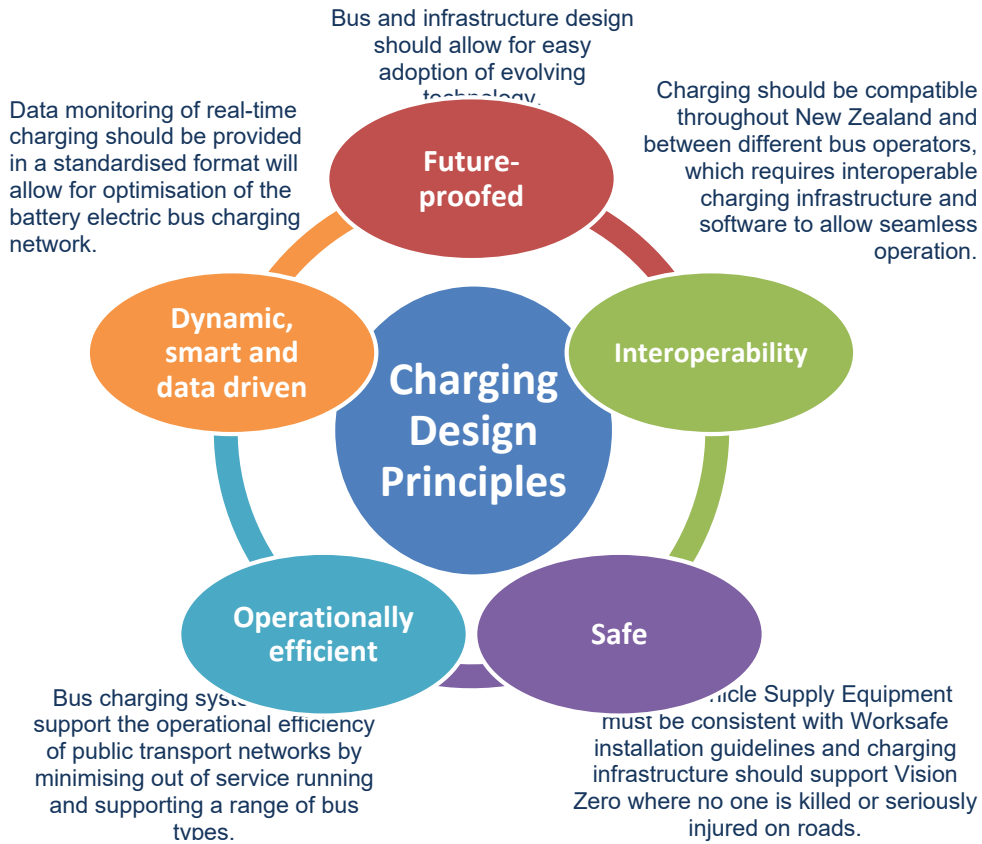 Bus and infrastructure design
should allow for easy
adoption of evolving
technology.
Data monitoring of real-time
charging should be provided
in a standardised format will
allow for optimisation of the
battery electric bus charging
network.
Charging should be compatible
throughout New Zealand and
between different bus operators,
which requires interoperable
charging infrastructure and
software to allow seamless
operation.
Future-
proofed
Dynamic,
smart and
data driven
Interoperability
Charging
Design
Principles
Operationally
efficient
Safe
Bus charging
support the operational efficiency
of public transport networks by
minimising out of service running
and supporting a range of bus
types.
Supply Equipment
must be consistent with Worksafe
installation guidelines and charging
infrastructure should support Vision
Zero where no one is killed or seriously
injured on roads.